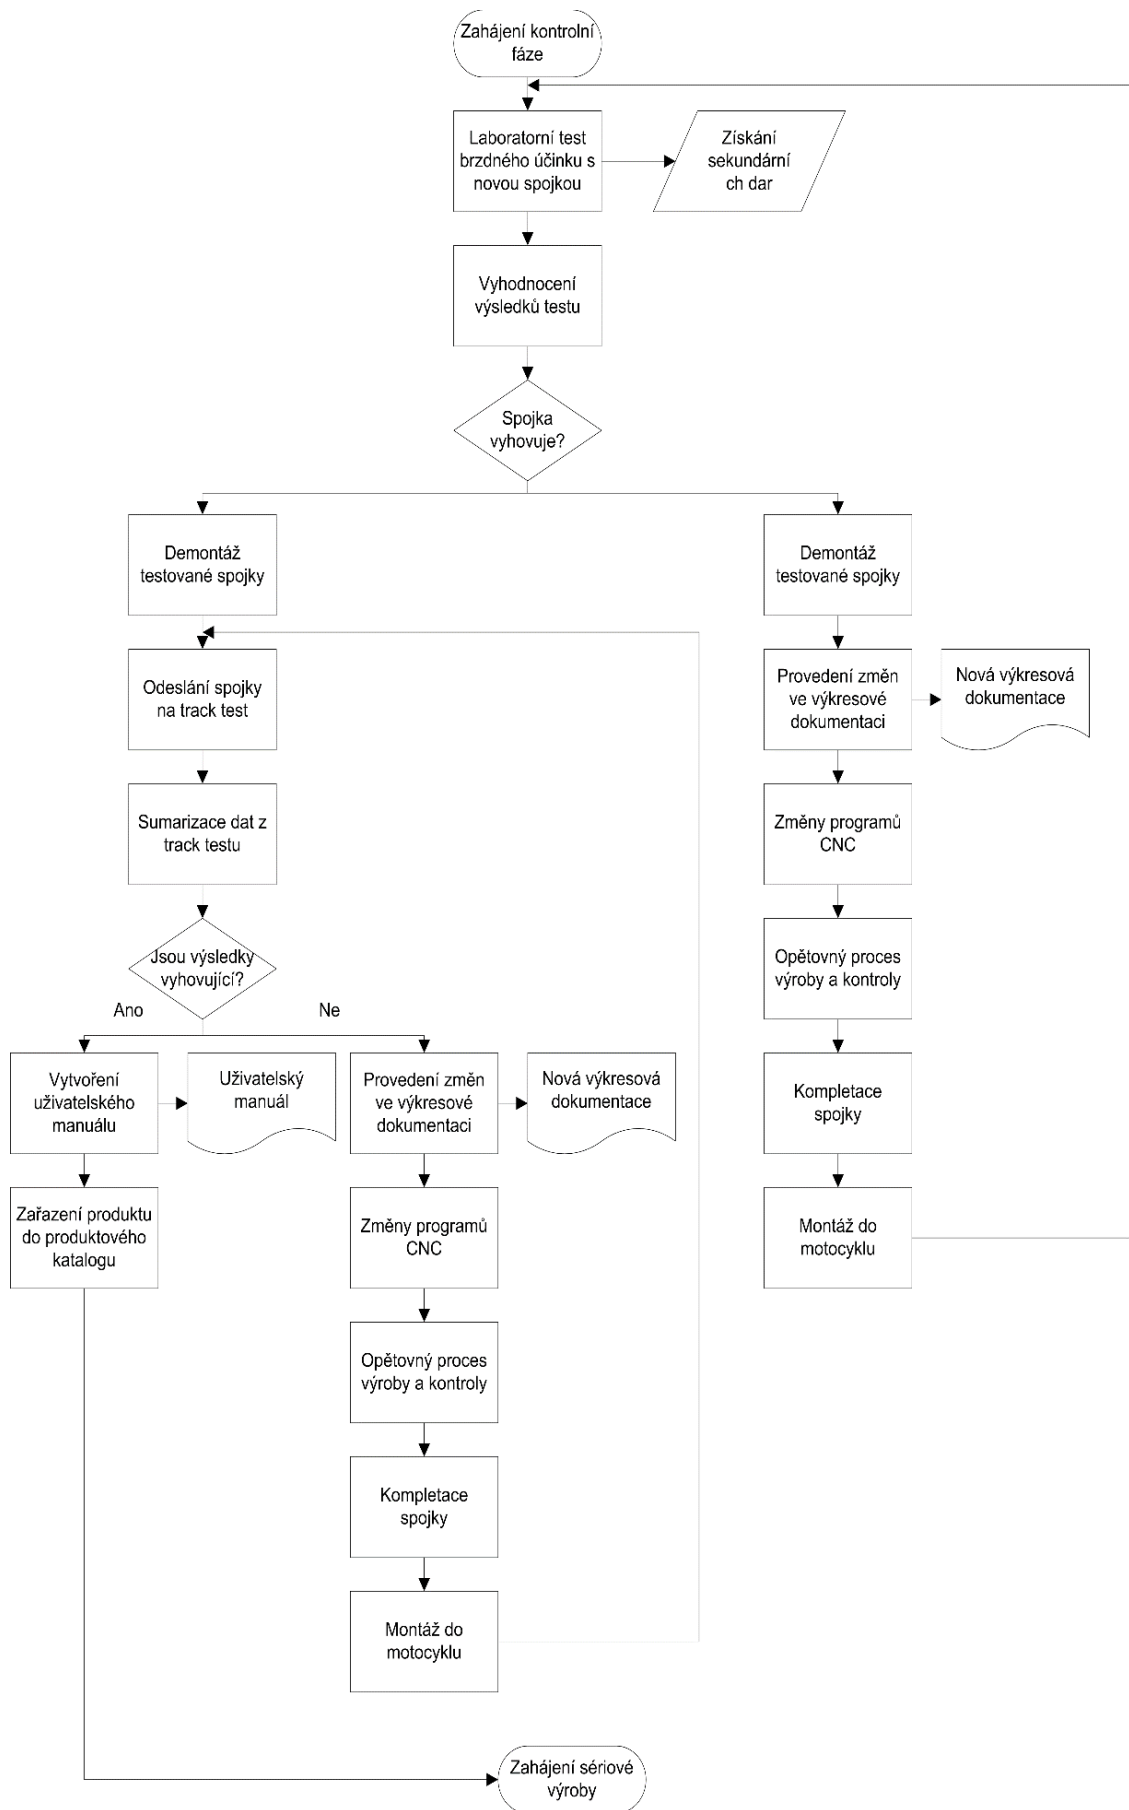 Zahájení kontrolní
fáze
Laboratorní test
brzdného účinku s
novou spojkou
Získání
sekundární
ch dar
Vyhodnocení
výsledků testu
Spojka
vyhovuje?
Demontáž
testované spojky
Demontáž
testované spojky
Odeslání spojky
na track test
Provedení změn
ve výkresové
dokumentaci
Nová výkresová
dokumentace
Sumarizace dat z
track testu
Změny programů
CNC
Jsou výsledky
vyhovující?
Opětovný proces
výroby a kontroly
Ano
Ne
Vytvoření
uživatelského
manuálu
Uživatelský
manuál
Provedení změn
ve výkresové
dokumentaci
Nová výkresová
dokumentace
Kompletace
spojky
Zařazení produktu
do produktového
katalogu
Změny programů
CNC
Montáž do
motocyklu
Opětovný proces
výroby a kontroly
Kompletace
spojky
Montáž do
motocyklu
Zahájení sériové
výroby